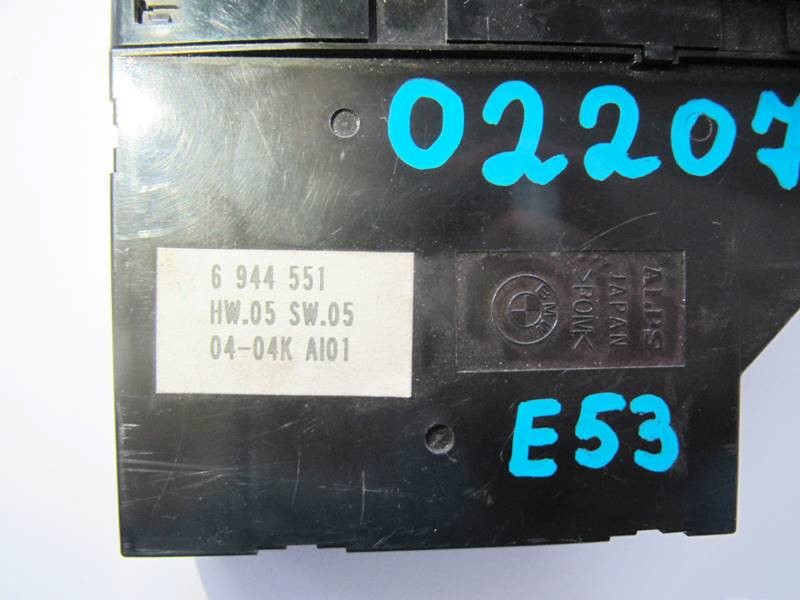 02207
6 944 551
HW.05 SW.05
04-04K AI01
BMW
ALPS
JAPAN
>POM<
E53